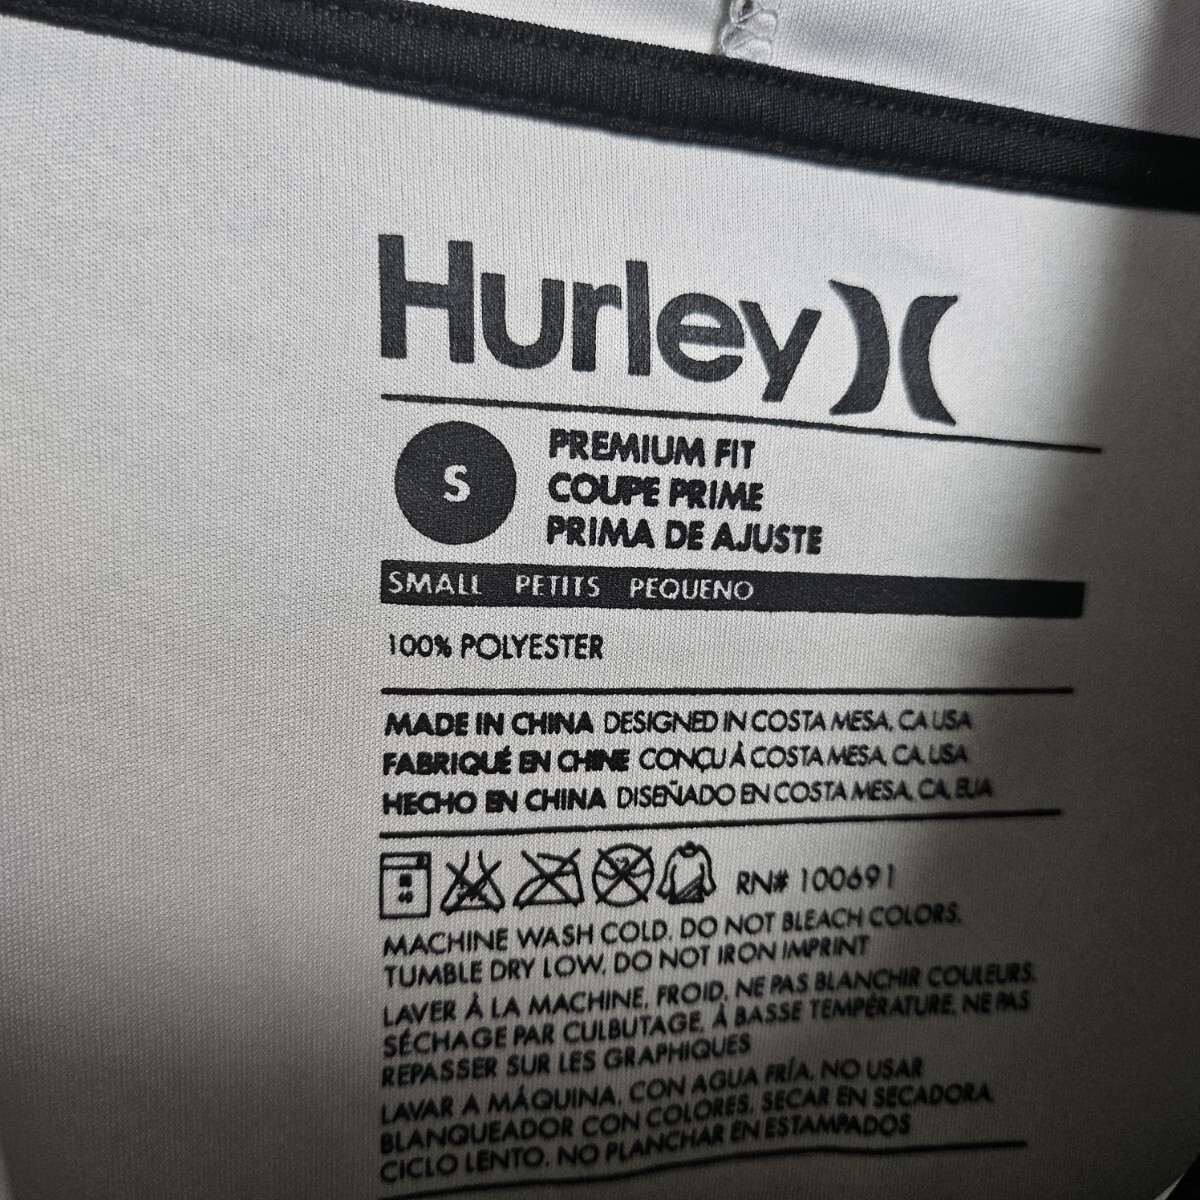 Hurley
S
PREMIUM FIT
COUPE PRIME
PRIMA DE AJUSTE
SMALL PETITS PEQUENO
100% POLYESTER
MADE IN CHINA DESIGNED IN COSTA MESA, CA USA
FABRIQUÉ EN CHINE CONÇU À COSTA MESA, CA, USA
HECHO EN CHINA DISEÑADO EN COSTA MESA, CA, EUA
RN# 100691
MACHINE WASH COLD. DO NOT BLEACH COLORS.
TUMBLE DRY LOW. DO NOT IRON IMPRINT
LAVER À LA MACHINE, FROID, NE PAS BLANCHIR COULEURS.
SÉCHAGE PAR CULBUTAGE, À BASSE TEMPÉRATURE, NE PAS
REPASSER SUR LES GRAPHIQUES
LAVAR A MÁQUINA, CON AGUA FRÍA, NO USAR
BLANQUEADOR CON COLORES, SECAR EN SECADORA,
CICLO LENTO. NO PLANCHAR EN ESTAMPADOS